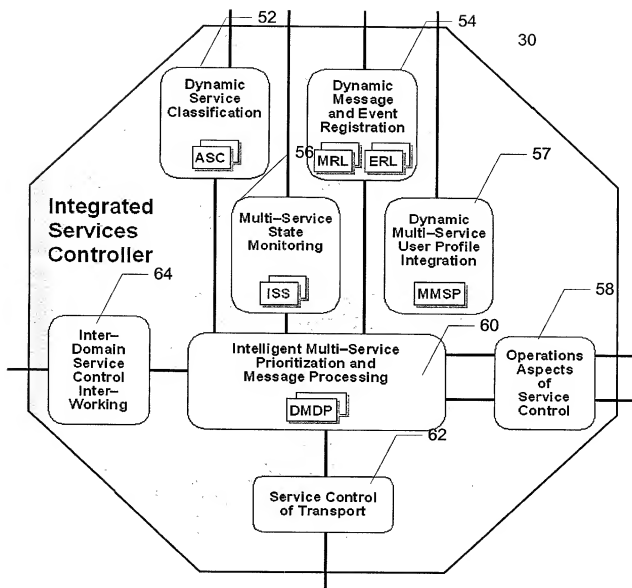 52
54
30
Dynamic
Service
Classification
ASC
Dynamic
Message
and Event
Registration
MRL
ERL
56
57
Integrated
Services
Controller
Multi–Service
State
Monitoring
ISS
Dynamic
Multi–Service
User Profile
Integration
MMSP
64
58
60
Inter–
Domain
Service
Control
Inter–
Working
Intelligent Multi–Service
Prioritization and
Message Processing
DMDP
Operations
Aspects
of
Service
Control
62
Service Control
of Transport